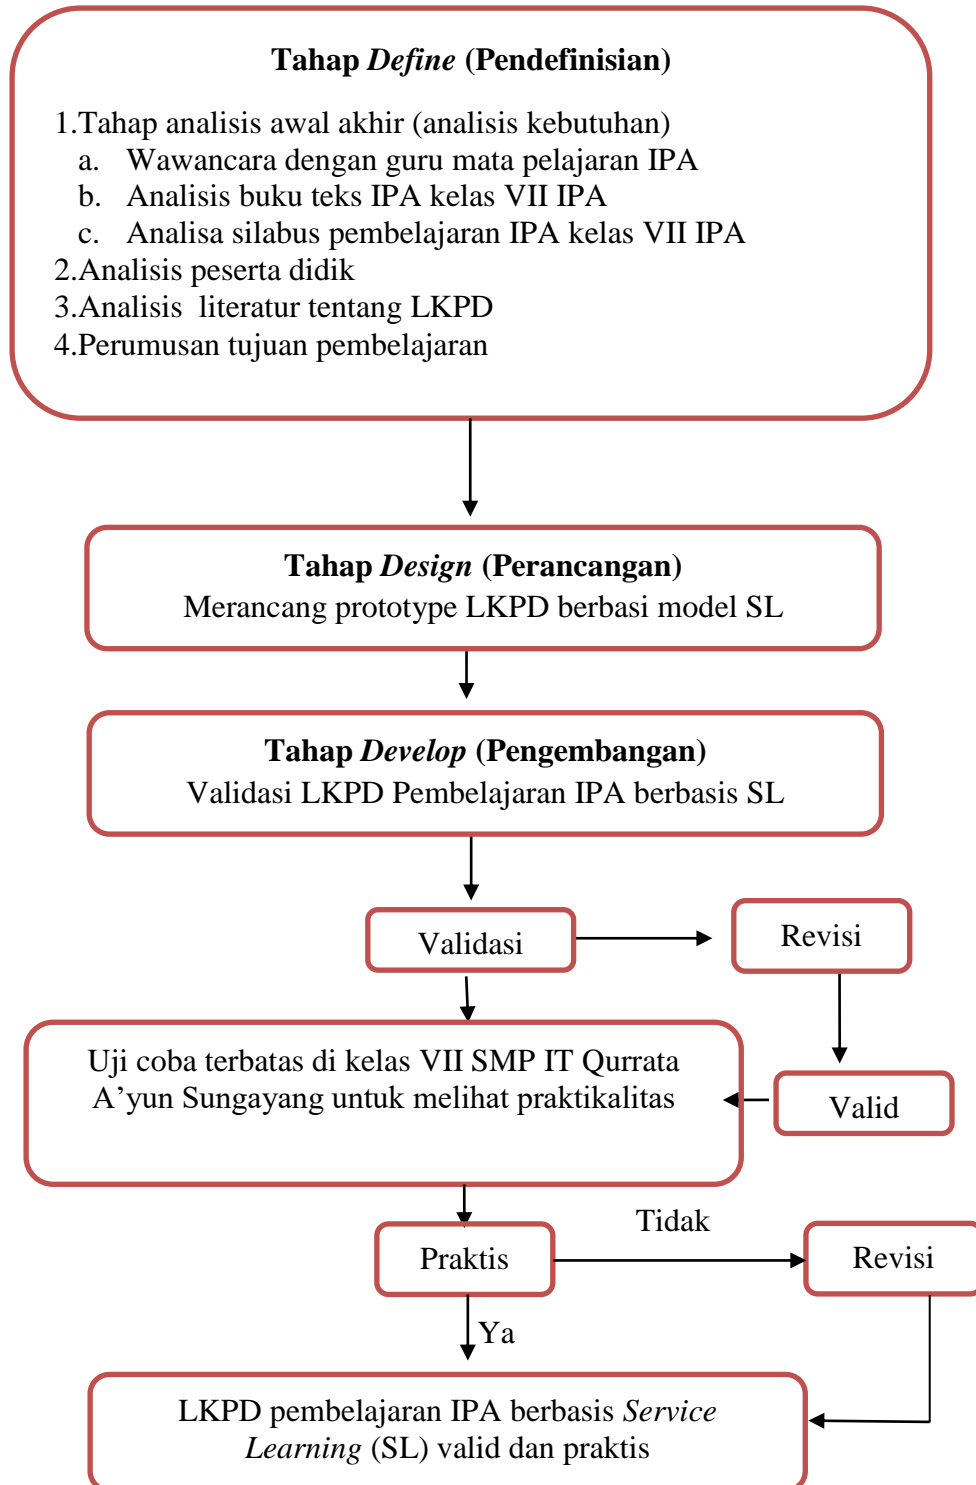 Tahap Define (Pendefinisian)
1.Tahap analisis awal akhir (analisis kebutuhan)
a. Wawancara dengan guru mata pelajaran IPA
b. Analisis buku teks IPA kelas VII IPA
c. Analisa silabus pembelajaran IPA kelas VII IPA
2.Analisis peserta didik
3.Analisis literatur tentang LKPD
4.Perumusan tujuan pembelajaran
Tahap Design (Perancangan)
Merancang prototype LKPD berbasi model SL
Tahap Develop (Pengembangan)
Validasi LKPD Pembelajaran IPA berbasis SL
Validasi
Revisi
Uji coba terbatas di kelas VII SMP IT Qurrata
A’yun Sungayang untuk melihat praktikalitas
Valid
Tidak
Praktis
Revisi
Ya
LKPD pembelajaran IPA berbasis Service
Learning (SL) valid dan praktis